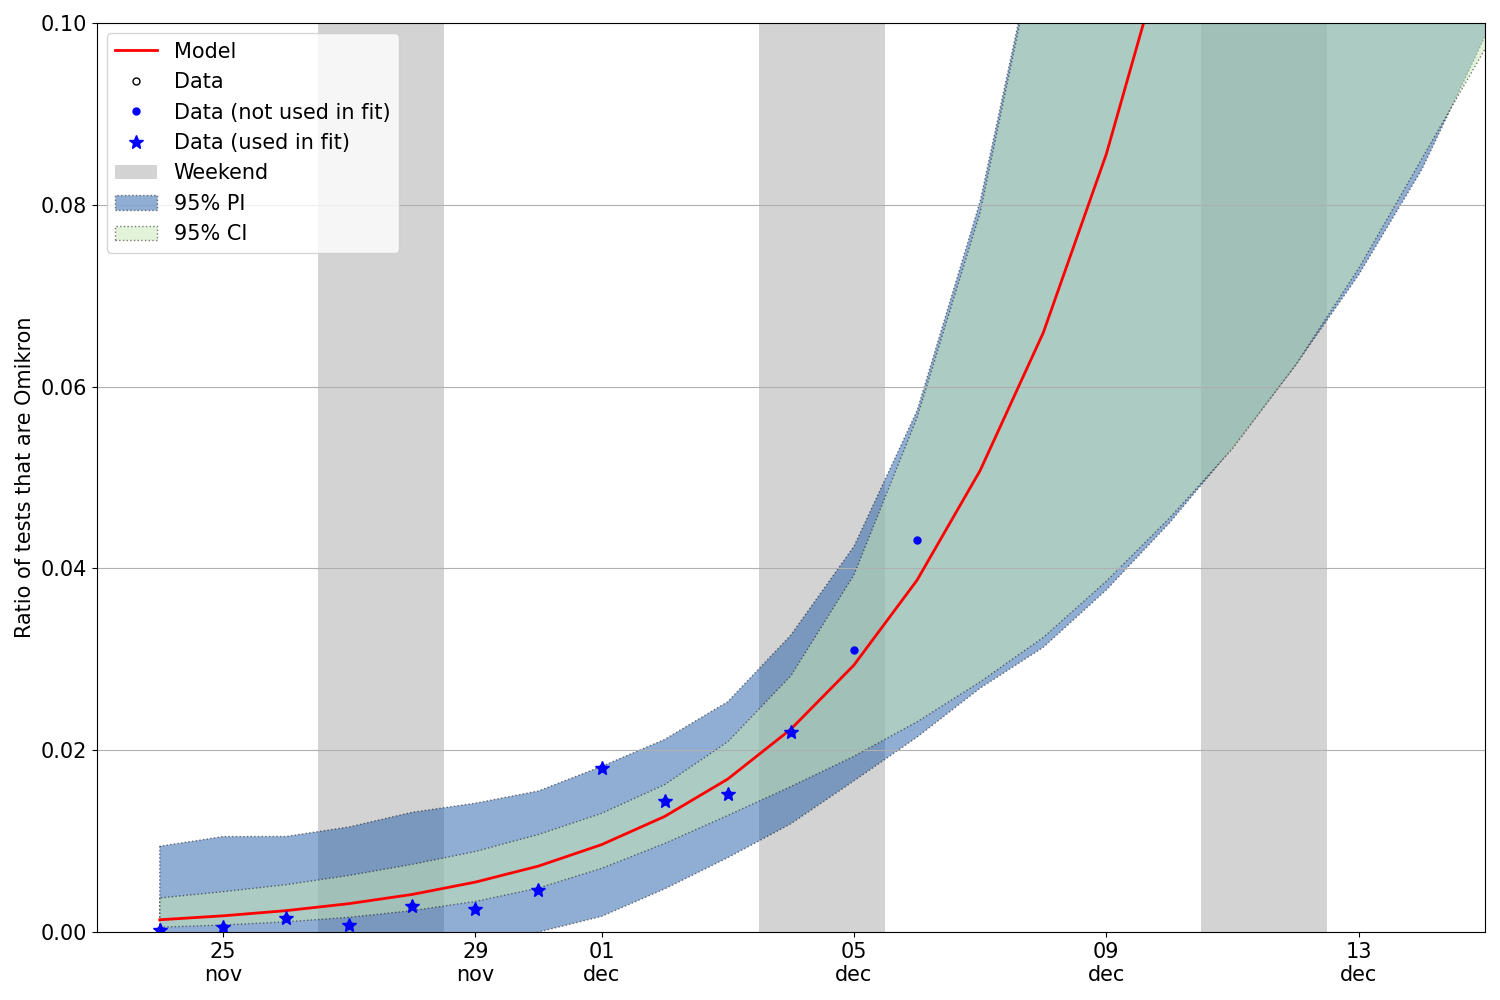 0.10
0.08
0.06
0.04
0.02
0.00
Ratio of tests that are Omikron
Model
Data
Data (not used in fit)
Data (used in fit)
Weekend
95% PI
95% CI
25 29 01 05 09 13
nov nov dec dec dec dec